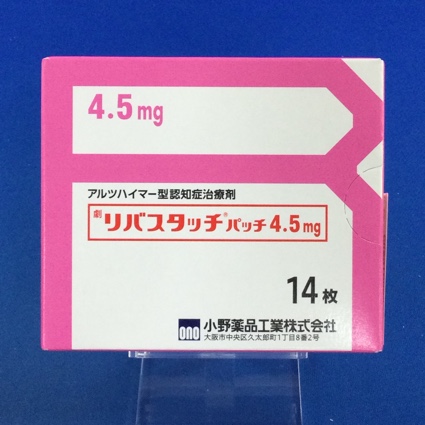 4.5mg
アルツハイマー型認知症治療剤
劇 リバスタッチ®パッチ4.5mg
14枚
ono 小野薬品工業株式会社
大阪市中央区久太郎町1丁目8番2号